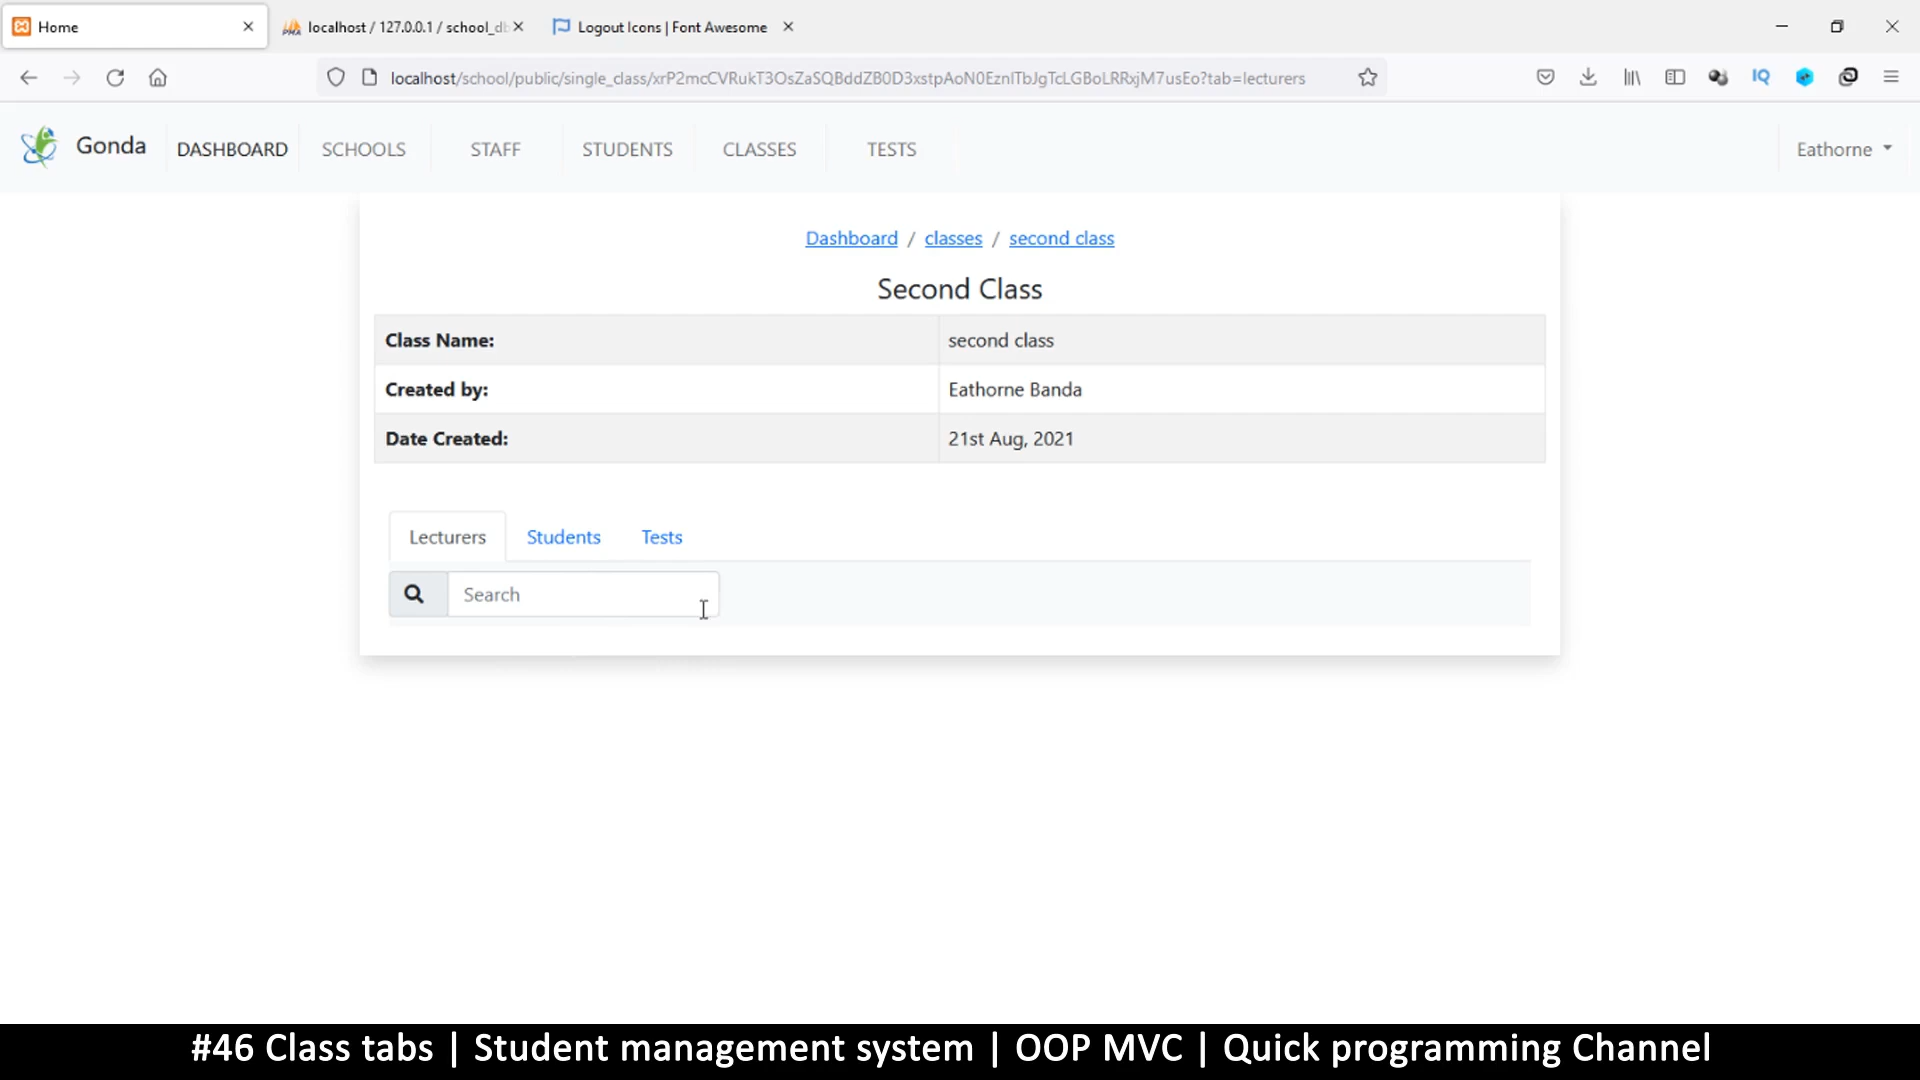 Home
localhost / 127.0.0.1 / school_db
Logout Icons | Font Awesome
localhost/school/public/single_class/xrP2mcCVRukT3OsZaSQBddZB0D3xstpAoN0EznITbJgTcLGBoLRRxjM7usEo?tab=lecturers
IQ
Gonda
DASHBOARD
SCHOOLS
STAFF
STUDENTS
CLASSES
TESTS
Eathorne
Dashboard / classes / second class
Second Class
Class Name: second class
Created by: Eathorne Banda
Date Created: 21st Aug, 2021
Lecturers Students Tests
Search
#46 Class tabs | Student management system | OOP MVC | Quick programming Channel